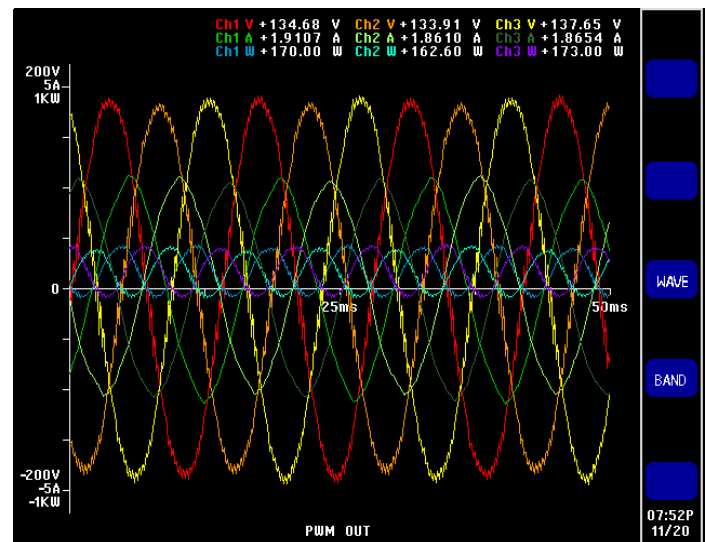 Ch1 V +134.68 V Ch2 V +133.91 V Ch3 V +137.65 V
Ch1 A +1.9107 A Ch2 A +1.8610 A Ch3 A +1.8654 A
Ch1 W +170.00 W Ch2 W +162.60 W Ch3 W +173.00 W
200V
5A
1KW
0
25ms
50ms
-200V
-5A
-1KW
PWM OUT
WAVE
BAND
07:52P
11/20